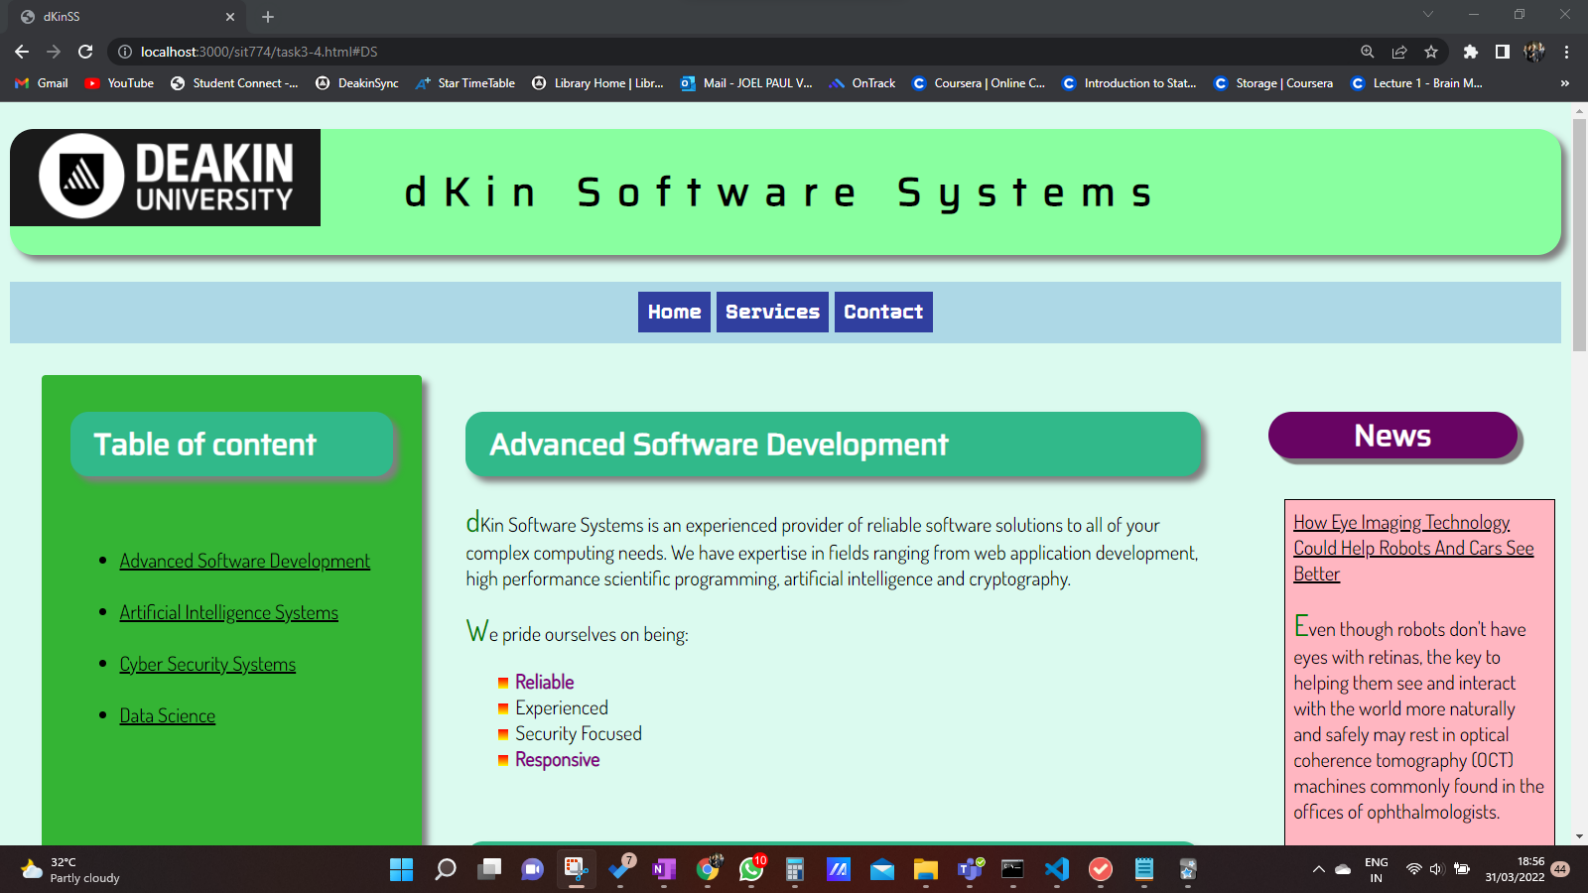 dKinSS
localhost:3000/sit774/task3-4.html#DS
Gmail
YouTube
Student Connect -...
DeakinSync
Star TimeTable
Library Home | Libr...
Mail - JOEL PAUL V...
OnTrack
Coursera | Online C...
Introduction to Stat...
Storage | Coursera
Lecture 1 - Brain M...
»
DEAKIN
UNIVERSITY
dKin Software Systems
Home
Services
Contact
Table of content
Advanced Software Development
Artificial Intelligence Systems
Cyber Security Systems
Data Science
Advanced Software Development
dKin Software Systems is an experienced provider of reliable software solutions to all of your
complex computing needs. We have expertise in fields ranging from web application development,
high performance scientific programming, artificial intelligence and cryptography.
We pride ourselves on being:
Reliable
Experienced
Security Focused
Responsive
News
How Eye Imaging Technology
Could Help Robots And Cars See
Better
Even though robots don't have
eyes with retinas, the key to
helping them see and interact
with the world more naturally
and safely may rest in optical
coherence tomography (OCT)
machines commonly found in the
offices of ophthalmologists.
32°C
Partly cloudy
7
10
ENG
IN
18:56
31/03/2022
44